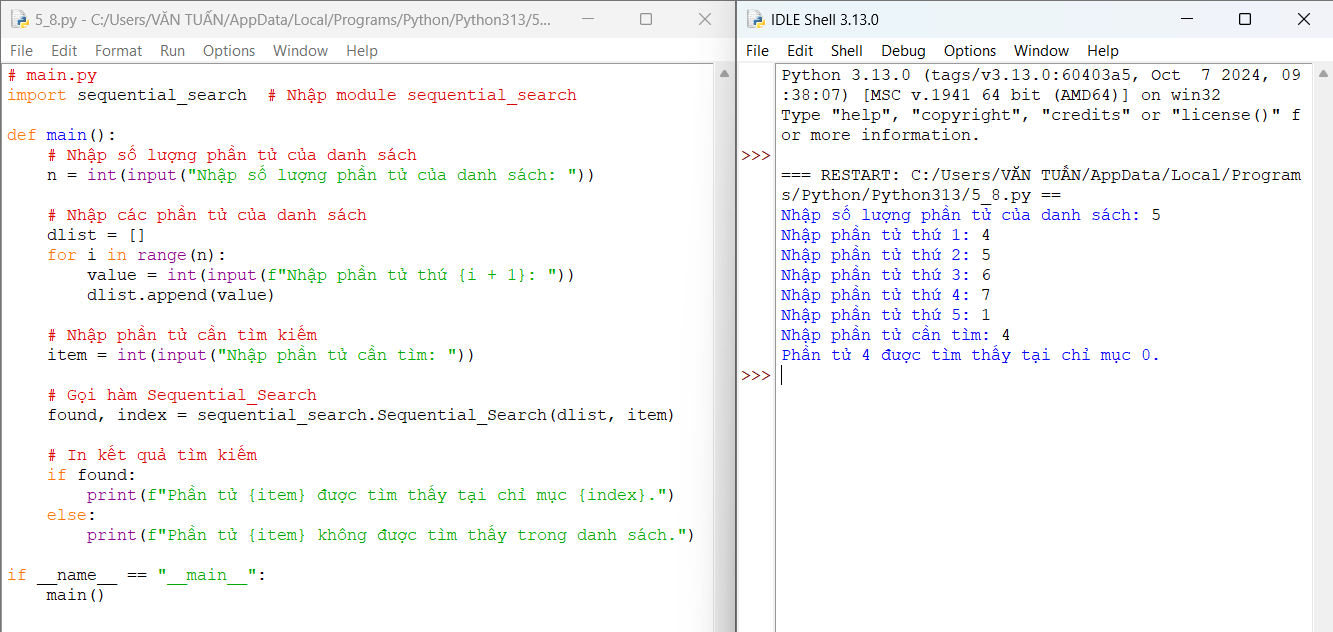 5_8.py - C:/Users/VĂN TUẤN/AppData/Local/Programs/Python/Python313/5...
File Edit Format Run Options Window Help
# main.py
import sequential_search  # Nhập module sequential_search
def main():
# Nhập số lượng phần tử của danh sách
n = int(input("Nhập số lượng phần tử của danh sách: "))
# Nhập các phần tử của danh sách
dlist = []
for i in range(n):
value = int(input(f"Nhập phần tử thứ {i + 1}: "))
dlist.append(value)
# Nhập phần tử cần tìm kiếm
item = int(input("Nhập phần tử cần tìm: "))
# Gọi hàm Sequential_Search
found, index = sequential_search.Sequential_Search(dlist, item)
# In kết quả tìm kiếm
if found:
print(f"Phần tử {item} được tìm thấy tại chỉ mục {index}.")
else:
print(f"Phần tử {item} không được tìm thấy trong danh sách.")
if __name__ == "__main__":
main()
IDLE Shell 3.13.0
File Edit Shell Debug Options Window Help
Python 3.13.0 (tags/v3.13.0:60403a5, Oct  7 2024, 09
:38:07) [MSC v.1941 64 bit (AMD64)] on win32
Type "help", "copyright", "credits" or "license()" f
or more information.
>>>
=== RESTART: C:/Users/VĂN TUẤN/AppData/Local/Program
s/Python/Python313/5_8.py ==
Nhập số lượng phần tử của danh sách: 5
Nhập phần tử thứ 1: 4
Nhập phần tử thứ 2: 5
Nhập phần tử thứ 3: 6
Nhập phần tử thứ 4: 7
Nhập phần tử thứ 5: 1
Nhập phần tử cần tìm: 4
Phần tử 4 được tìm thấy tại chỉ mục 0.
>>>